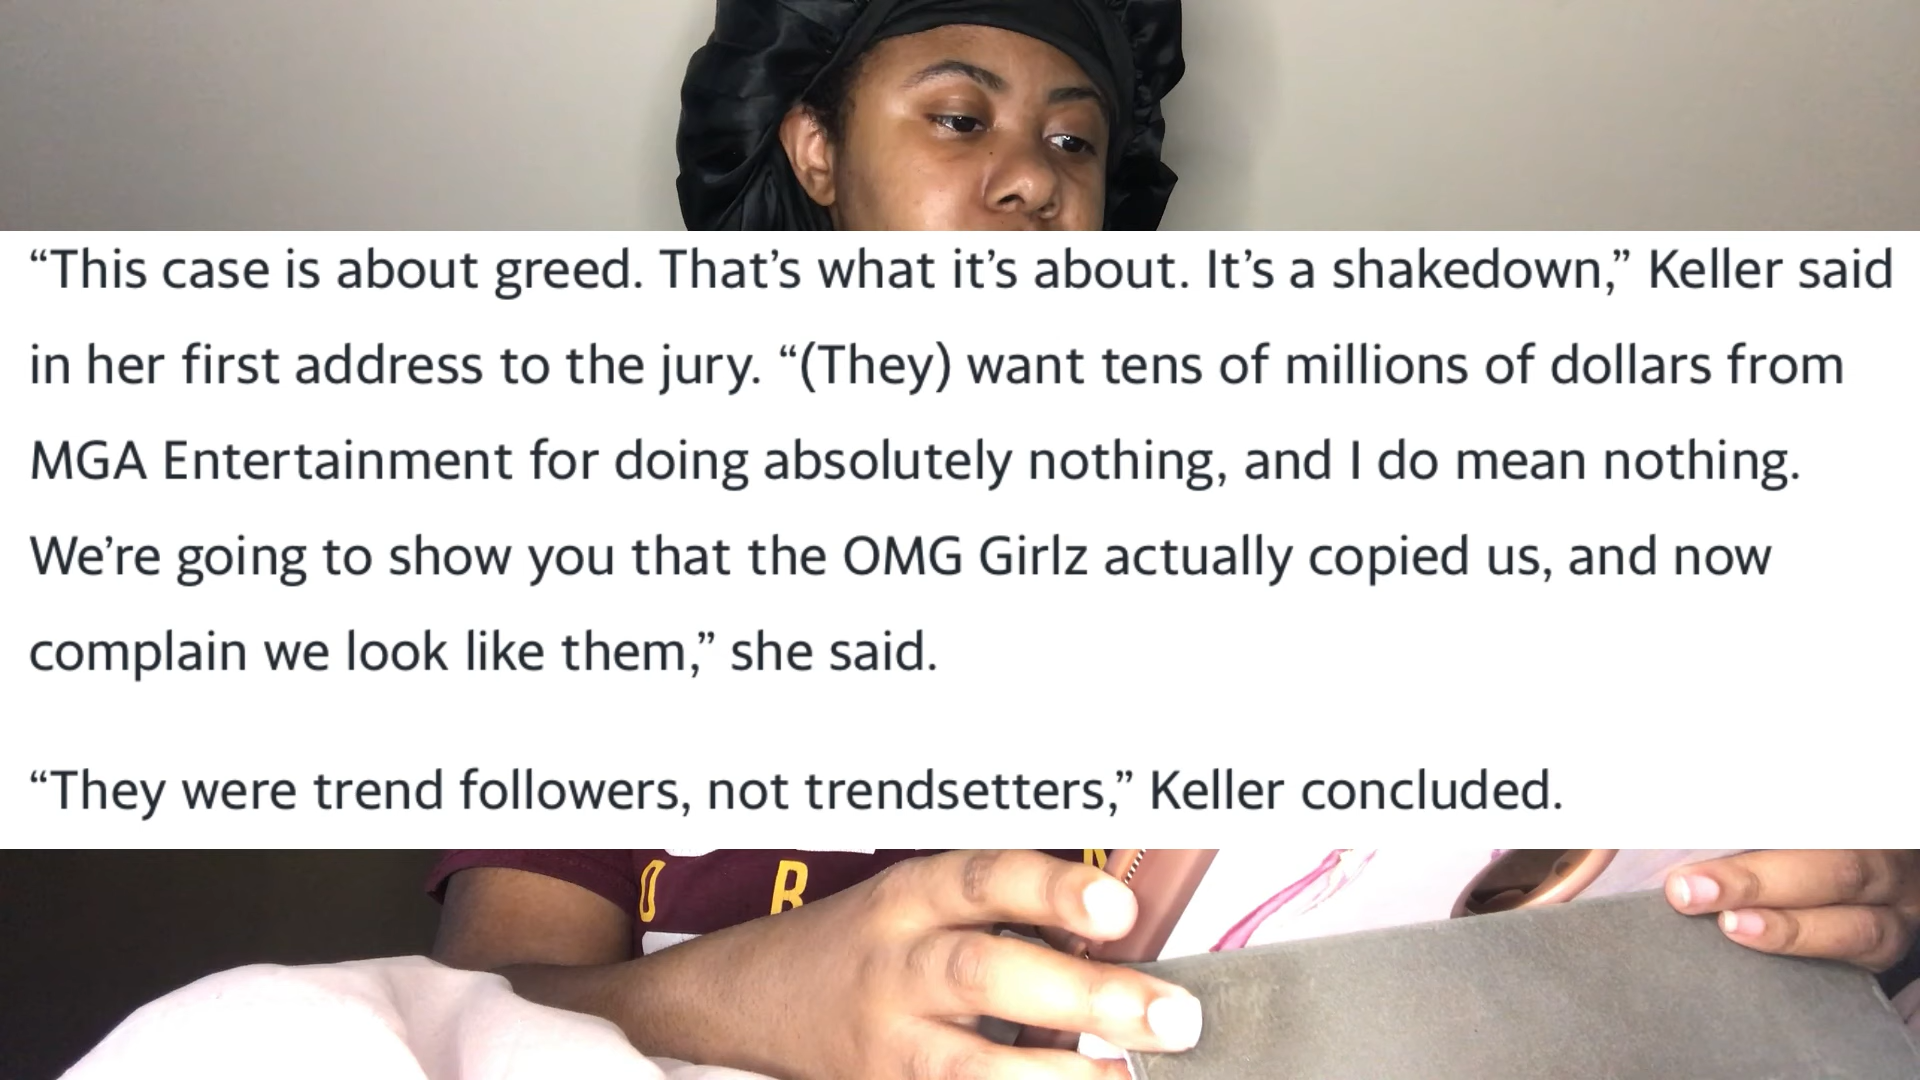 “This case is about greed. That’s what it’s about. It’s a shakedown,” Keller said
in her first address to the jury. “(They) want tens of millions of dollars from
MGA Entertainment for doing absolutely nothing, and I do mean nothing.
We’re going to show you that the OMG Girlz actually copied us, and now
complain we look like them,” she said.
“They were trend followers, not trendsetters,” Keller concluded.
O B